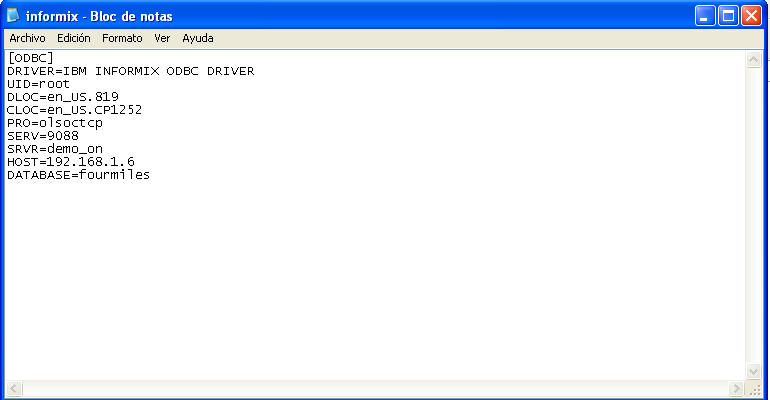 informix - Bloc de notas
Archivo Edición Formato Ver Ayuda
[ODBC]
DRIVER=IBM INFORMIX ODBC DRIVER
UID=root
DLOC=en_US.819
CLOC=en_US.CP1252
PRO=olsoctcp
SERV=9088
SRVR=demo_on
HOST=192.168.1.6
DATABASE=fourmiles